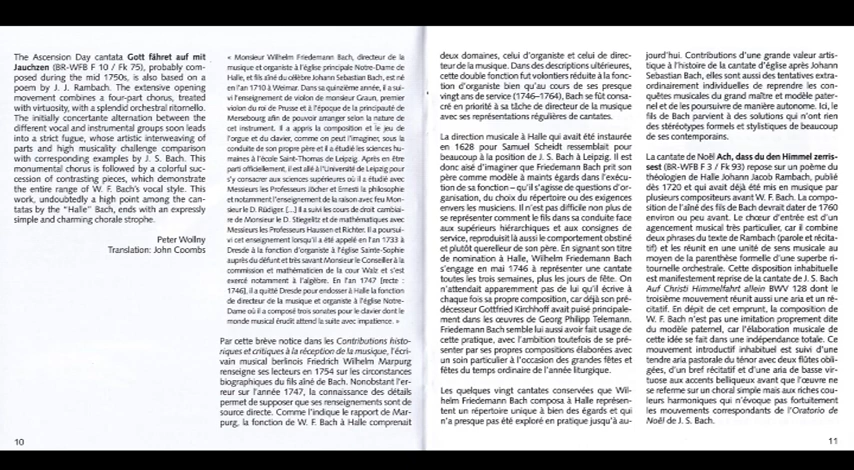 The Ascension Day cantata Gott fähret auf mit
Jauchzen (BR-WFB F 10 / Fk 75), probably com-
posed during the mid 1750s, is also based on a
poem by J. J. Rambach. The extensive opening
movement combines a four-part chorus, treated
with virtuosity, with a splendid orchestral ritornello.
The initially concertante alternation between the
different vocal and instrumental groups soon leads
into a strict fugue, whose artistic interweaving of
parts and high musicality challenge comparison
with corresponding examples by J. S. Bach. This
monumental chorus is followed by a colorful suc-
cession of contrasting pieces, which demonstrate
the entire range of W. F. Bach's vocal style. This
work, undoubtedly a high point among the can-
tatas by the “Halle” Bach, ends with an expressly
simple and charming chorale strophe.
Peter Wollny
Translation: John Coombs
« Monsieur Wilhelm Friedemann Bach, directeur de la
musique et organiste à l'église principale Notre-Dame de
Halle, et fils aîné du célèbre Johann Sebastian Bach, est né
en l'an 1710 à Weimar. Dans sa quinzième année, il a sui-
vi l'enseignement de violon de monsieur Graun, premier
violon du roi de Prusse et à l'époque de la principauté de
Mersebourg afin de pouvoir arranger selon la nature de
cet instrument. Il a appris la composition et le jeu de
l'orgue et du clavier, comme on peut l'imaginer, sous la
conduite de son propre père et il a étudié les sciences hu-
maines à l'école Saint-Thomas de Leipzig. Après en être
parti officiellement, il est allé à l'Université de Leipzig pour
s'y consacrer aux sciences supérieures où il a étudié avec
Messieurs les Professeurs Jöcher et Ernesti la philosophie
et notamment l'enseignement de la raison avec feu Mon-
sieur le D. Rüdiger. [...] Il a suivi les cours de droit cambiai-
re de Monsieur le D. Stieglitz et de mathématiques avec
Messieurs les Professeurs Haussen et Richter. Il a poursui-
vi cet enseignement lorsqu'il a été appelé en l'an 1733 à
Dresde à la fonction d'organiste à l'église Sainte-Sophie
auprès du défunt et très savant Monsieur le Conseiller à la
commission et mathématicien de la cour Walz et s'est
exercé notamment à l'algèbre. En l'an 1747 [recte :
1746], il a quitté Dresde pour endosser à Halle la fonction
de directeur de la musique et organiste à l'église Notre-
Dame où il a composé trois sonates pour le clavier dont le
monde musical érudit attend la suite avec impatience. »
Par cette brève notice dans les Contributions histo-
riques et critiques à la réception de la musique, l'écri-
vain musical berlinois Friedrich Wilhelm Marpurg
renseigne ses lecteurs en 1754 sur les circonstances
biographiques du fils aîné de Bach. Nonobstant l'er-
reur sur l'année 1747, la connaissance des détails
permet de supposer que ses renseignements sont de
source directe. Comme l'indique le rapport de Mar-
purg, la fonction de W. F. Bach à Halle comprenait
10
deux domaines, celui d'organiste et celui de direc-
teur de la musique. Dans des descriptions ultérieures,
cette double fonction fut volontiers réduite à la fonc-
tion d'organiste bien qu'au cours de ses presque
vingt ans de service (1746–1764), Bach se fût consa-
cré en priorité à sa tâche de directeur de la musique
avec ses représentations régulières de cantates.
La direction musicale à Halle qui avait été instaurée
en 1628 pour Samuel Scheidt ressemblait pour
beaucoup à la position de J. S. Bach à Leipzig. Il est
donc aisé d'imaginer que Friedemann Bach prit son
père comme modèle à maints égards dans l'exécu-
tion de sa fonction – qu'il s'agisse de questions d'or-
ganisation, du choix du répertoire ou des exigences
envers les musiciens. Il n'est pas difficile non plus de
se représenter comment le fils dans sa conduite face
aux supérieurs hiérarchiques et aux consignes de
service, reproduisit là aussi le comportement obstiné
et plutôt querelleur de son père. En signant son titre
de nomination à Halle, Wilhelm Friedemann Bach
s'engage en mai 1746 à représenter une cantate
toutes les trois semaines, plus les jours de fête. On
n'attendait apparemment pas de lui qu'il écrive à
chaque fois sa propre composition, car déjà son pré-
décesseur Gottfried Kirchhoff avait puisé principale-
ment dans les œuvres de Georg Philipp Telemann.
Friedemann Bach semble lui aussi avoir fait usage de
cette pratique, avec l'ambition toutefois de se pré-
senter par ses propres compositions élaborées avec
un soin particulier à l'occasion des grandes fêtes et
fêtes du temps ordinaire de l'année liturgique.
Les quelques vingt cantates conservées que Wil-
helm Friedemann Bach composa à Halle représen-
tent un répertoire unique à bien des égards et qui
n'a presque pas été exploré en pratique jusqu'à au-
jourd'hui. Contributions d'une grande valeur artis-
tique à l'histoire de la cantate d'église après Johann
Sebastian Bach, elles sont aussi des tentatives extra-
ordinairement individuelles de reprendre les con-
quêtes musicales du grand maître et modèle pater-
nel et de les poursuivre de manière autonome. Ici, le
fils de Bach parvient à des solutions qui n'ont rien
des stéréotypes formels et stylistiques de beaucoup
de ses contemporains.
La cantate de Noël Ach, dass du den Himmel zerris-
sest (BR-WFB F 3 / Fk 93) repose sur un poème du
théologien de Halle Johann Jacob Rambach, publié
dès 1720 et qui avait déjà été mis en musique par
plusieurs compositeurs avant W. F. Bach. La compo-
sition de l'aîné des fils de Bach devrait dater de 1760
environ ou peu avant. Le chœur d'entrée est d'un
agencement musical très particulier, car il combine
deux phrases du texte de Rambach (parole et récita-
tif) et les réunit en une unité de sens musicale au
moyen de la parenthèse formelle d'une superbe ri-
tournelle orchestrale. Cette disposition inhabituelle
est manifestement reprise de la cantate de J. S. Bach
Auf Christi Himmelfahrt allein BWV 128 dont le
troisième mouvement réunit aussi une aria et un ré-
citatif. En dépit de cet emprunt, la composition de
W. F. Bach n'est pas une imitation proprement dite
du modèle paternel, car l'élaboration musicale de
cette idée se fait dans une indépendance totale. Ce
mouvement introductif inhabituel est suivi d'une
tendre aria pastorale du ténor avec deux flûtes obli-
gées, d'un bref récitatif et d'une aria de basse vir-
tuose aux accents belliqueux avant que l'œuvre ne
se referme sur un choral simple mais aux riches cou-
leurs harmoniques qui n'évoque pas fortuitement
les mouvements correspondants de l'Oratorio de
Noël de J. S. Bach.
11